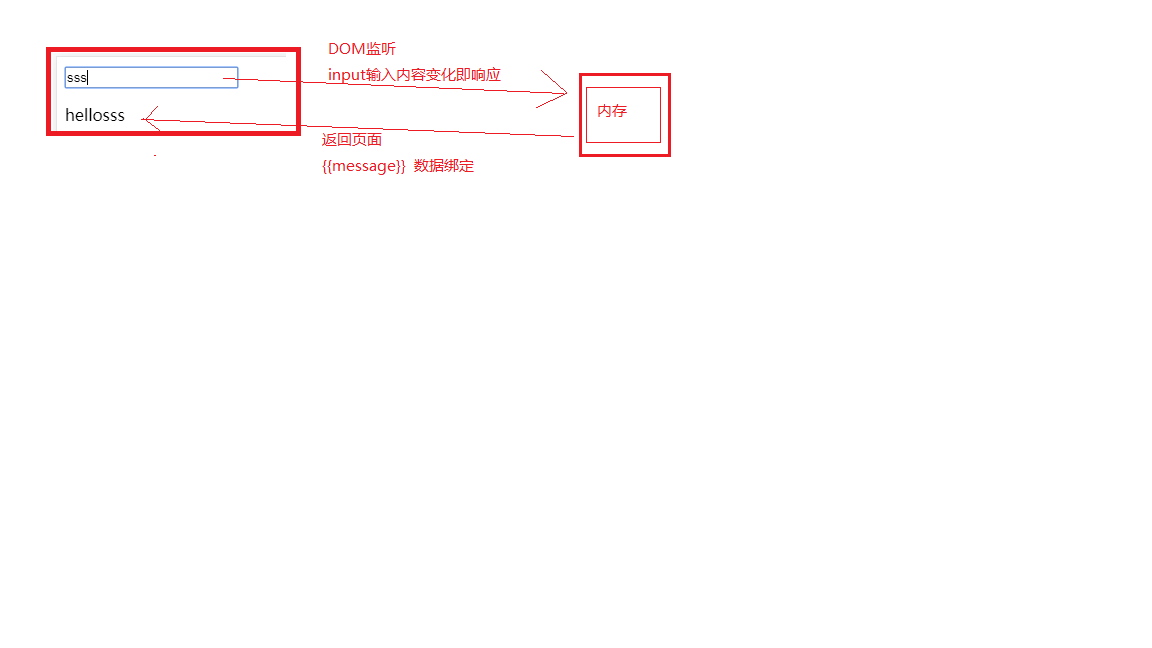 DOM监听
input输入内容变化即响应
sss
内存
hellosss
返回页面
{{message}} 数据绑定